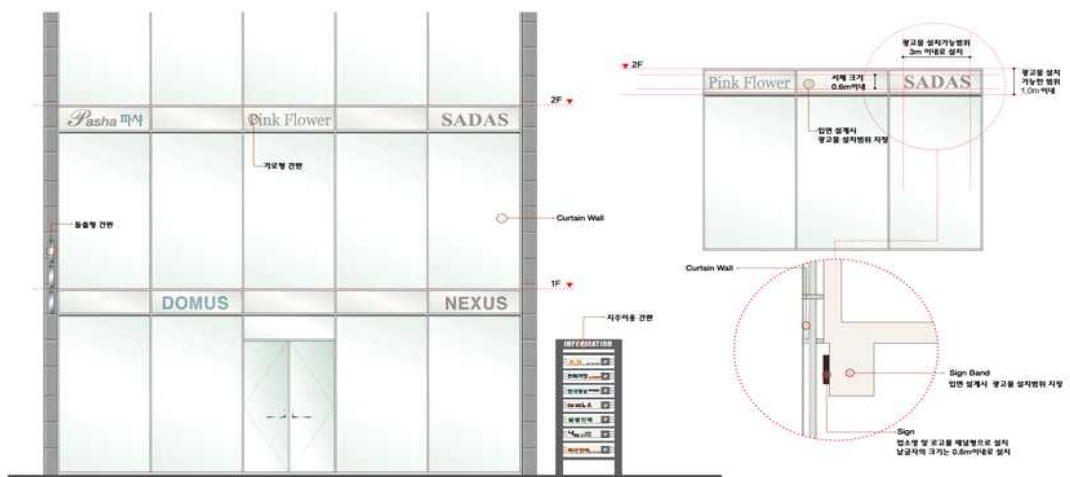 2F
Pasha 파샤
Pink Flower
SADAS
가로형 간판
돌출형 간판
Curtain Wall
1F
DOMUS
NEXUS
지주이용 간판
INFORMATION
광고물 설치가능범위
3m 이내로 설치
2F
Pink Flower
서체 크기
0.6m이내
SADAS
광고물 설치
가능한 범위
1.0m 이내
입면 설계시
광고물 설치범위 지정
Curtain Wall
Sign Band
입면 설계시 광고물 설치범위 지정
Sign
업소명 및 로고를 채널형으로 설치
낱글자의 크기는 0.6m이내로 설치